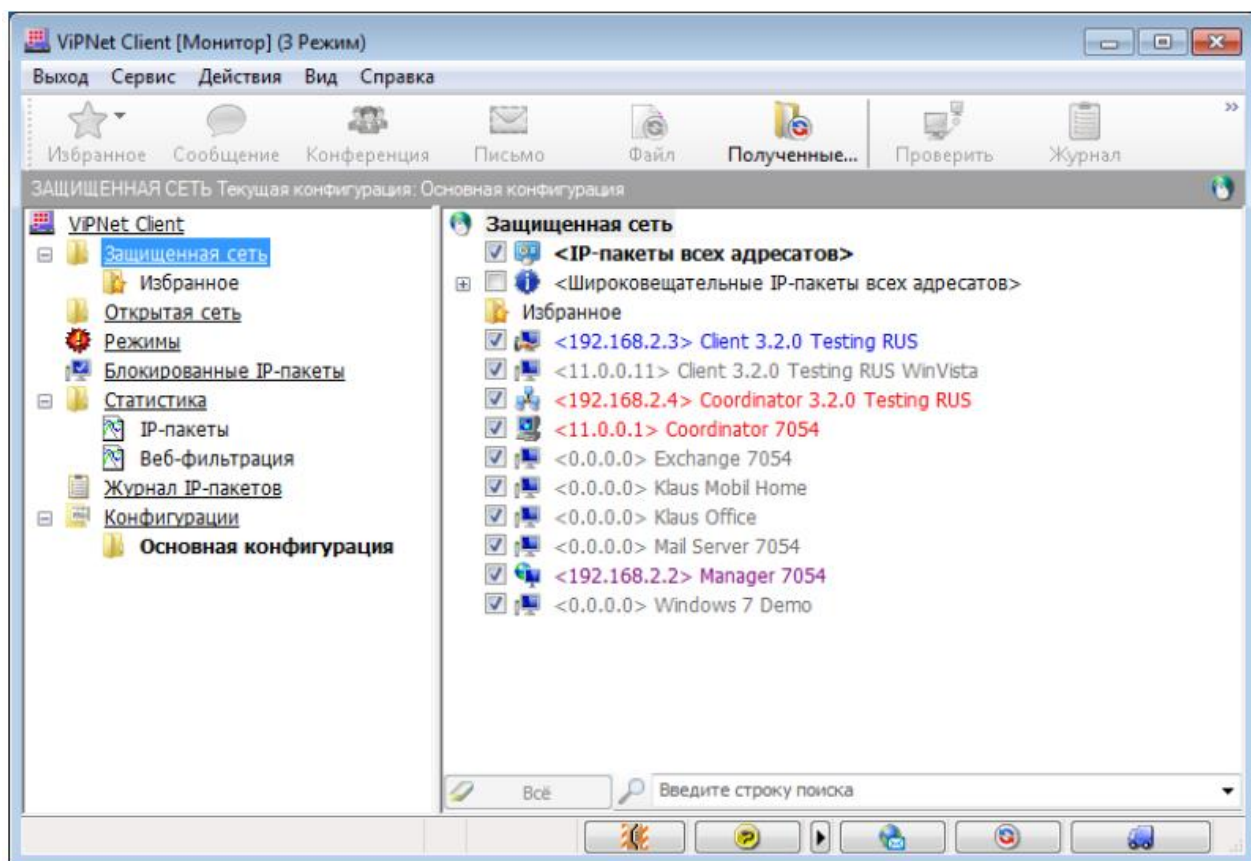 ViPNet Client [Монитор] (3 Режим)
Выход Сервис Действия Вид Справка
Избранное Сообщение Конференция Письмо Файл Полученные... Проверить Журнал
ЗАЩИЩЕННАЯ СЕТЬ Текущая конфигурация: Основная конфигурация
ViPNet Client
Защищенная сеть
Избранное
Открытая сеть
Режимы
Блокированные IP-пакеты
Статистика
IP-пакеты
Веб-фильтрация
Журнал IP-пакетов
Конфигурации
Основная конфигурация
Защищенная сеть
<IP-пакеты всех адресатов>
<Широковещательные IP-пакеты всех адресатов>
Избранное
<192.168.2.3> Client 3.2.0 Testing RUS
<11.0.0.11> Client 3.2.0 Testing RUS WinVista
<192.168.2.4> Coordinator 3.2.0 Testing RUS
<11.0.0.1> Coordinator 7054
<0.0.0.0> Exchange 7054
<0.0.0.0> Klaus Mobil Home
<0.0.0.0> Klaus Office
<0.0.0.0> Mail Server 7054
<192.168.2.2> Manager 7054
<0.0.0.0> Windows 7 Demo
Всё Введите строку поиска